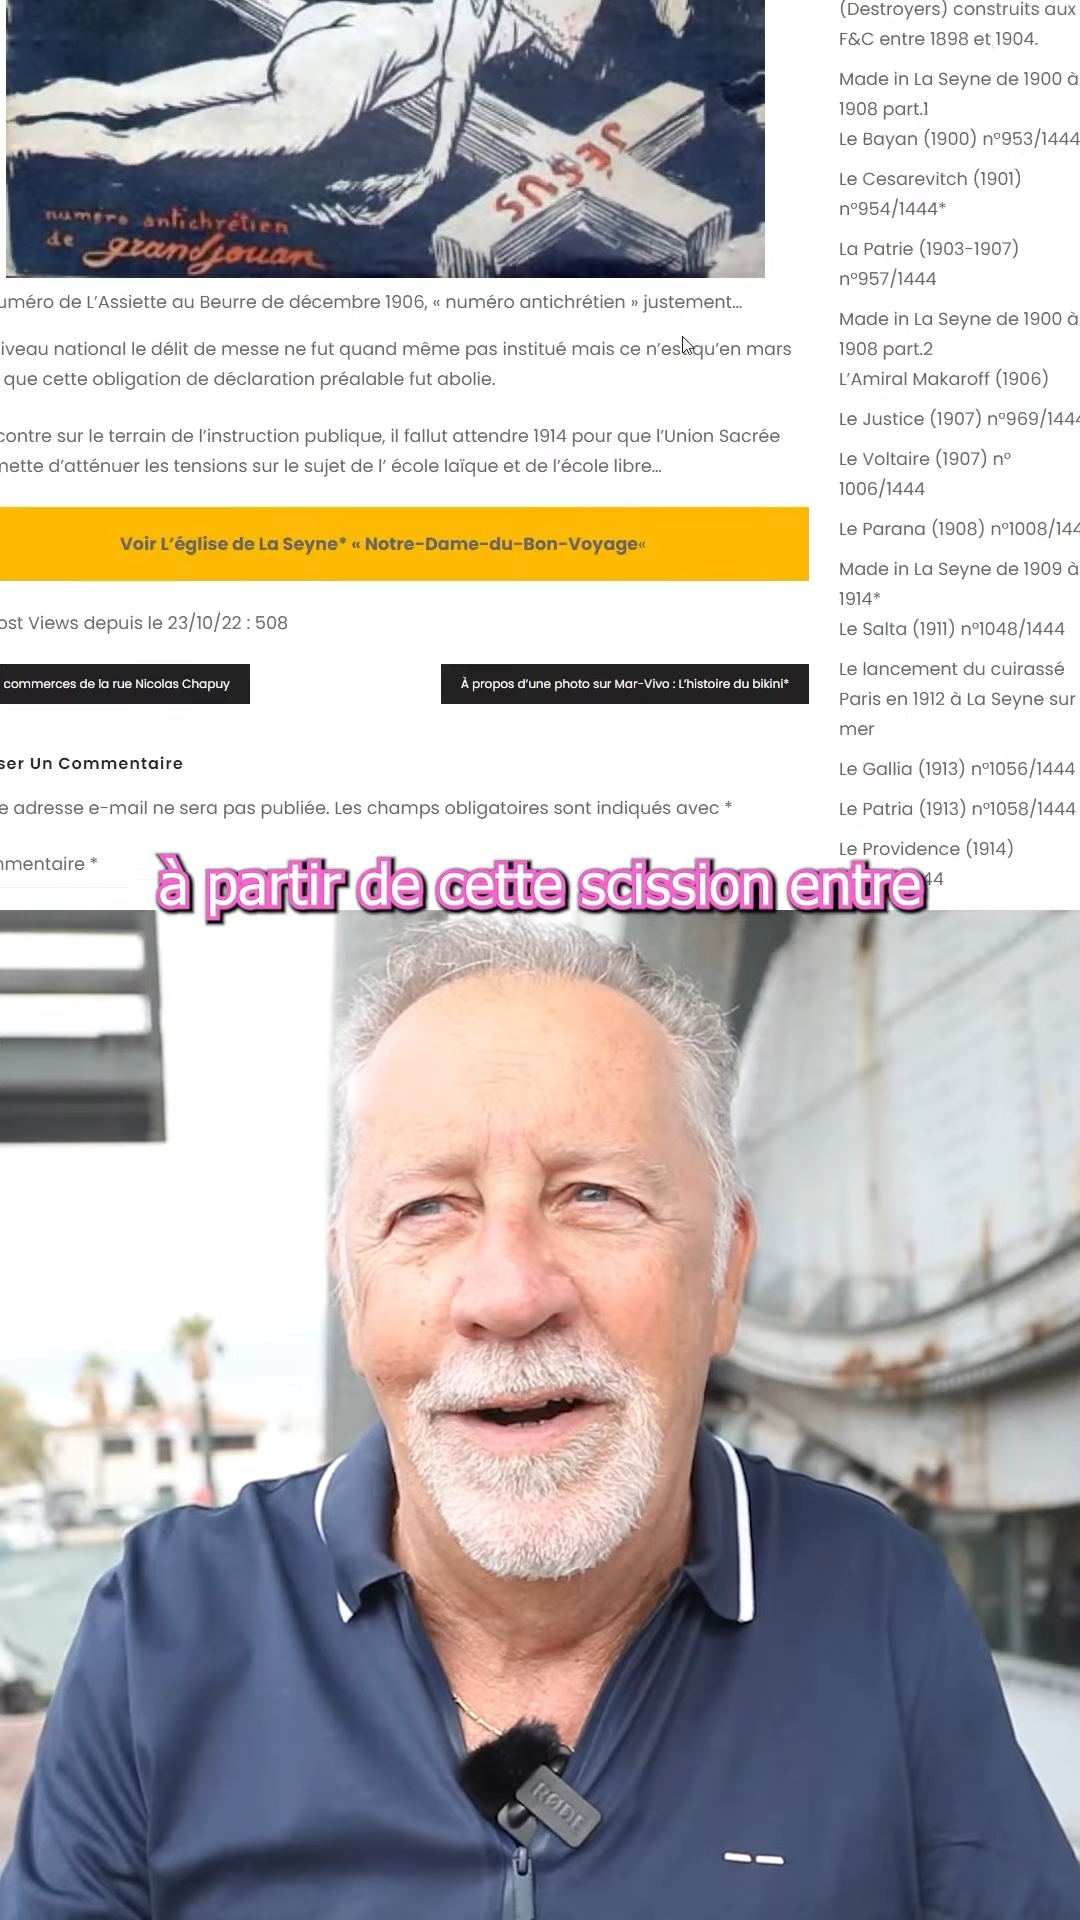 JESUS
numéro antichrétien
de grandjouan
uméro de L'Assiette au Beurre de décembre 1906, « numéro antichrétien » justement…
iveau national le délit de messe ne fut quand même pas institué mais ce n'est qu'en mars
que cette obligation de déclaration préalable fut abolie.
contre sur le terrain de l'instruction publique, il fallut attendre 1914 pour que l'Union Sacrée
mette d'atténuer les tensions sur le sujet de l' école laïque et de l'école libre…
Voir L'église de La Seyne* « Notre-Dame-du-Bon-Voyage«
ost Views depuis le 23/10/22 : 508
commerces de la rue Nicolas Chapuy
À propos d'une photo sur Mar-Vivo : L'histoire du bikini*
ser Un Commentaire
e adresse e-mail ne sera pas publiée. Les champs obligatoires sont indiqués avec *
mmentaire *
(Destroyers) construits aux
F&C entre 1898 et 1904.
Made in La Seyne de 1900 à
1908 part.1
Le Bayan (1900) n°953/1444
Le Cesarevitch (1901)
n°954/1444*
La Patrie (1903-1907)
n°957/1444
Made in La Seyne de 1900 à
1908 part.2
L'Amiral Makaroff (1906)
Le Justice (1907) n°969/1444
Le Voltaire (1907) n°
1006/1444
Le Parana (1908) n°1008/144
Made in La Seyne de 1909 à
1914*
Le Salta (1911) n°1048/1444
Le lancement du cuirassé
Paris en 1912 à La Seyne sur
mer
Le Gallia (1913) n°1056/1444
Le Patria (1913) n°1058/1444
Le Providence (1914)
44
à partir de cette scission entre
RØDE